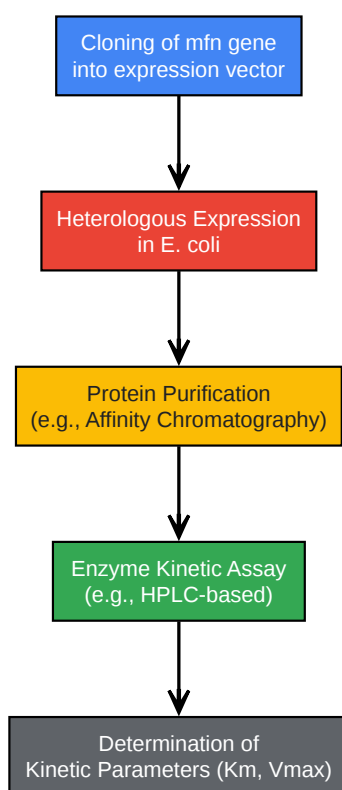 Cloning of mfn gene
into expression vector
Heterologous Expression
in E. coli
Protein Purification
(e.g., Affinity Chromatography)
Enzyme Kinetic Assay
(e.g., HPLC-based)
Determination of
Kinetic Parameters (Km, Vmax)